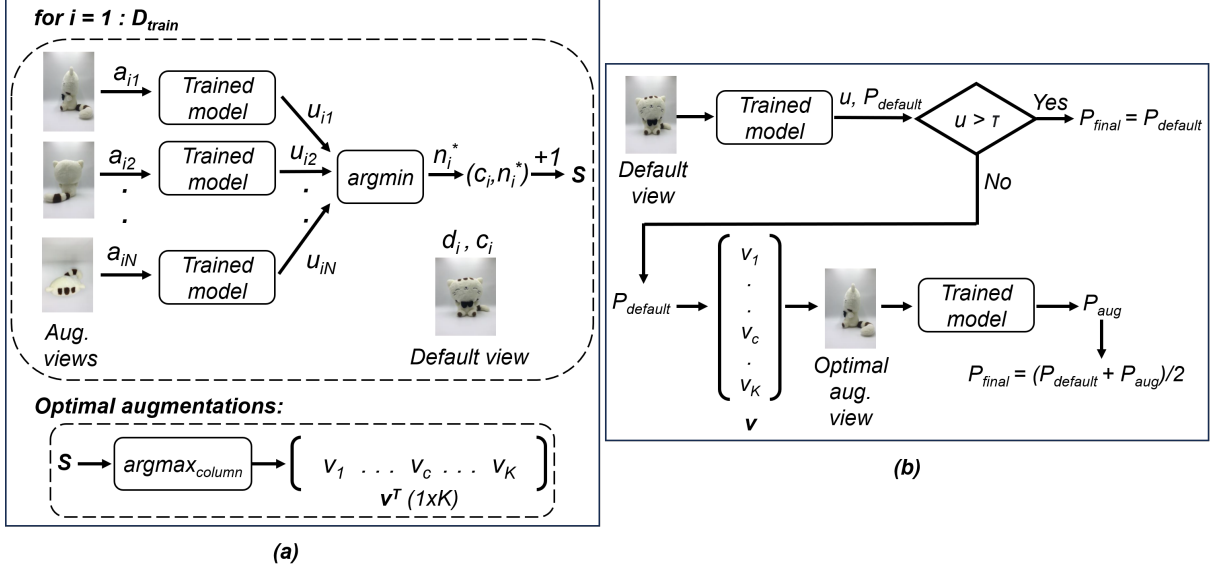 for i = 1 : D_train
a_i1
Trained
model
u_i1
a_i2
Trained
model
u_i2
.
.
.
.
a_iN
Trained
model
u_iN
argmin
n_i^*
(c_i,n_i^*)
+1
S
d_i , c_i
Aug.
views
Default view
Optimal augmentations:
S
argmax_column
v_1 . . . v_c . . . v_K
v^T (1xK)
(a)
Default
view
Trained
model
u, P_default
u > τ
Yes
P_final = P_default
No
P_default
v_1
.
.
v_c
.
v_K
v
Optimal
aug.
view
Trained
model
P_aug
P_final = (P_default + P_aug)/2
(b)